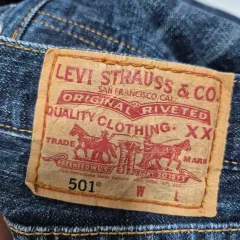 LEVI STRAUSS & CO.
SAN FRANCISCO, CAL.
ORIGINAL RIVETED
QUALITY CLOTHING.
XX
TRADE MARK
501®
W L